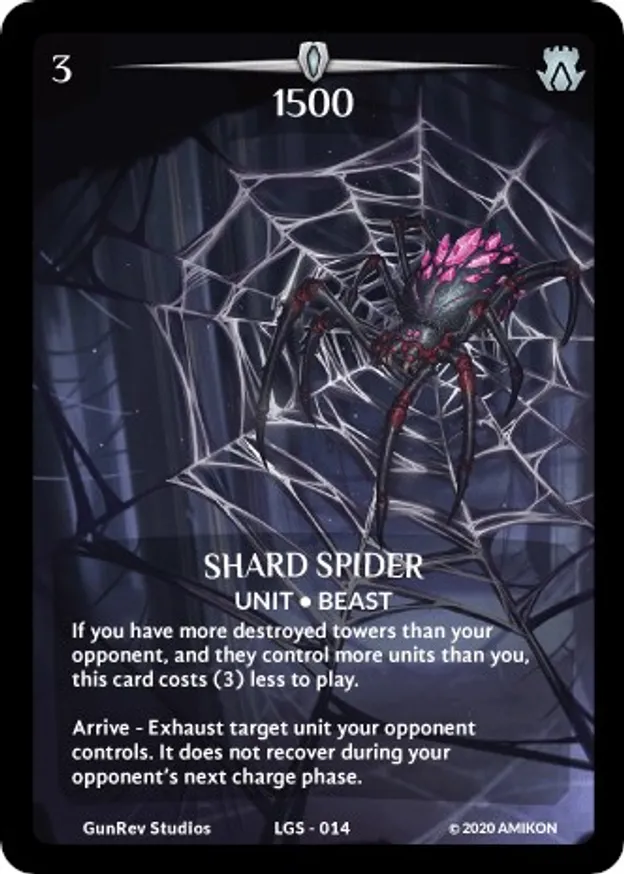 3
1500
SHARD SPIDER
UNIT • BEAST
If you have more destroyed towers than your
opponent, and they control more units than you,
this card costs (3) less to play.
Arrive - Exhaust target unit your opponent
controls. It does not recover during your
opponent's next charge phase.
GunRev Studios LGS - 014 © 2020 AMIKON